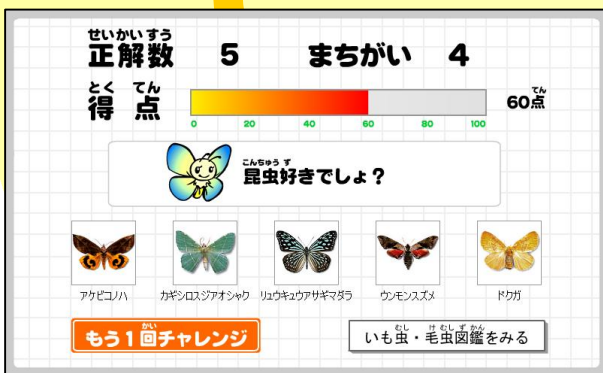 せいかいすう
正解数 5 まちがい 4
とく てん
得点 60点
てん
0 20 40 60 80 100
こんちゅうず
昆虫好きでしょ？
アケビコノハ カギシロスジアオシャク リュウキュウアサギマダラ ウンモンスズメ ドクガ
かい
もう1回チャレンジ
むし けむしずかん
いも虫・毛虫図鑑をみる